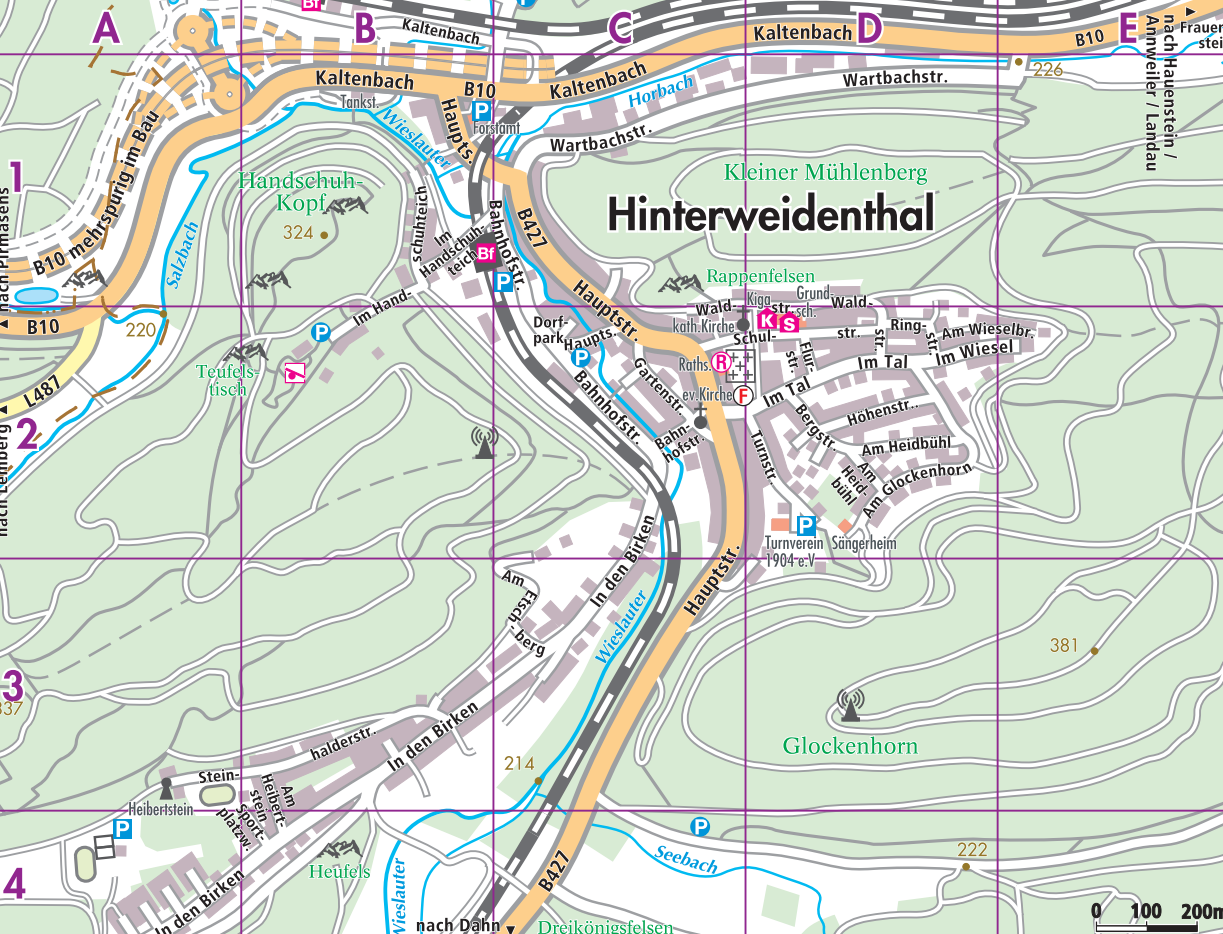 A
B
C
D
E
Bf
P
Kaltenbach
Kaltenbach
B10
Frauen
stein
nach Hauenstein /
Annweiler / Landau
Kaltenbach
B10
Kaltenbach
226
Tankst.
Haupts.
P
Forstamt
Horbach
Wartbachstr.
Wieslauter
Wartbachstr.
1
B10 mehrspurig im Bau
Handschuh-
Kopf
324
Kleiner Mühlenberg
Hinterweidenthal
nach Pirmasens
Salzbach
Im
Handschuh-
teich
schuhteich
Bf
Bahnhofstr.
B427
P
Rappenfelsen
Im Hand-
B10
220
P
Hauptstr.
Wald-
Kiga
str.
Grund
sch.
Wald-
kath.Kirche
K
S
Schul-
str.
str.
Ring-
str.
Am Wieselbr.
Im Wiesel
Dorf-
park
Haupts.
P
Raths.
R
Flur-
str.
Im Tal
Teufels-
tisch
L487
Gartenstr.
ev.Kirche
F
Im Tal
Bahnhofstr.
Höhenstr.
Bergstr.
2
nach Lemberg
Bahn-
hofstr.
Turnstr.
Am Heidbühl
Am
Heid-
bühl
Am Glockenhorn
P
Turnverein
1904 e.V
Sängerheim
In den Birken
Hauptstr.
Am
Etsch-
berg
Wieslauter
381
3
337
Glockenhorn
In den Birken
halderstr.
Stein-
214
Heibertstein
Am
Heibert-
stein
Sport-
platzw.
P
P
Seebach
222
4
Heufels
Wieslauter
B427
In den Birken
nach Dahn
Dreikönigsfelsen
0 100 200m